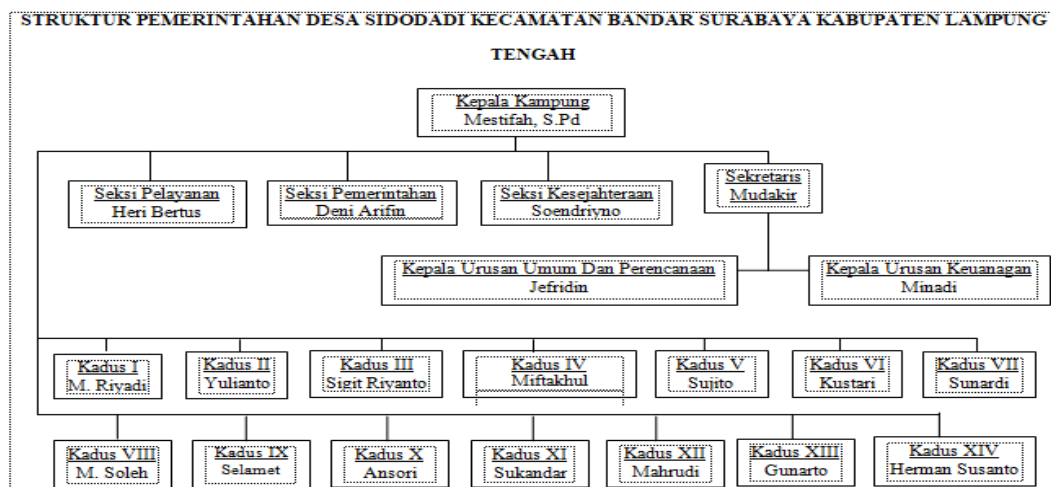 STRUKTUR PEMERINTAHAN DESA SIDODADI KECAMATAN BANDAR SURABAYA KABUPATEN LAMPUNG
TENGAH
Kepala Kampung
Mestifah, S.Pd
Seksi Pelayanan
Heri Bertus
Seksi Pemerintahan
Deni Arifin
Seksi Kesejahteraan
Soendriyno
Sekretaris
Mudakir
Kepala Urusan Umum Dan Perencanaan
Jefridin
Kepala Urusan Keuanagan
Minadi
Kadus I
M. Riyadi
Kadus II
Yulianto
Kadus III
Sigit Riyanto
Kadus IV
Miftakhul
Kadus V
Sujito
Kadus VI
Kustari
Kadus VII
Sunardi
Kadus VIII
M. Soleh
Kadus IX
Selamet
Kadus X
Ansori
Kadus XI
Sukandar
Kadus XII
Mahrudi
Kadus XIII
Gunarto
Kadus XIV
Herman Susanto